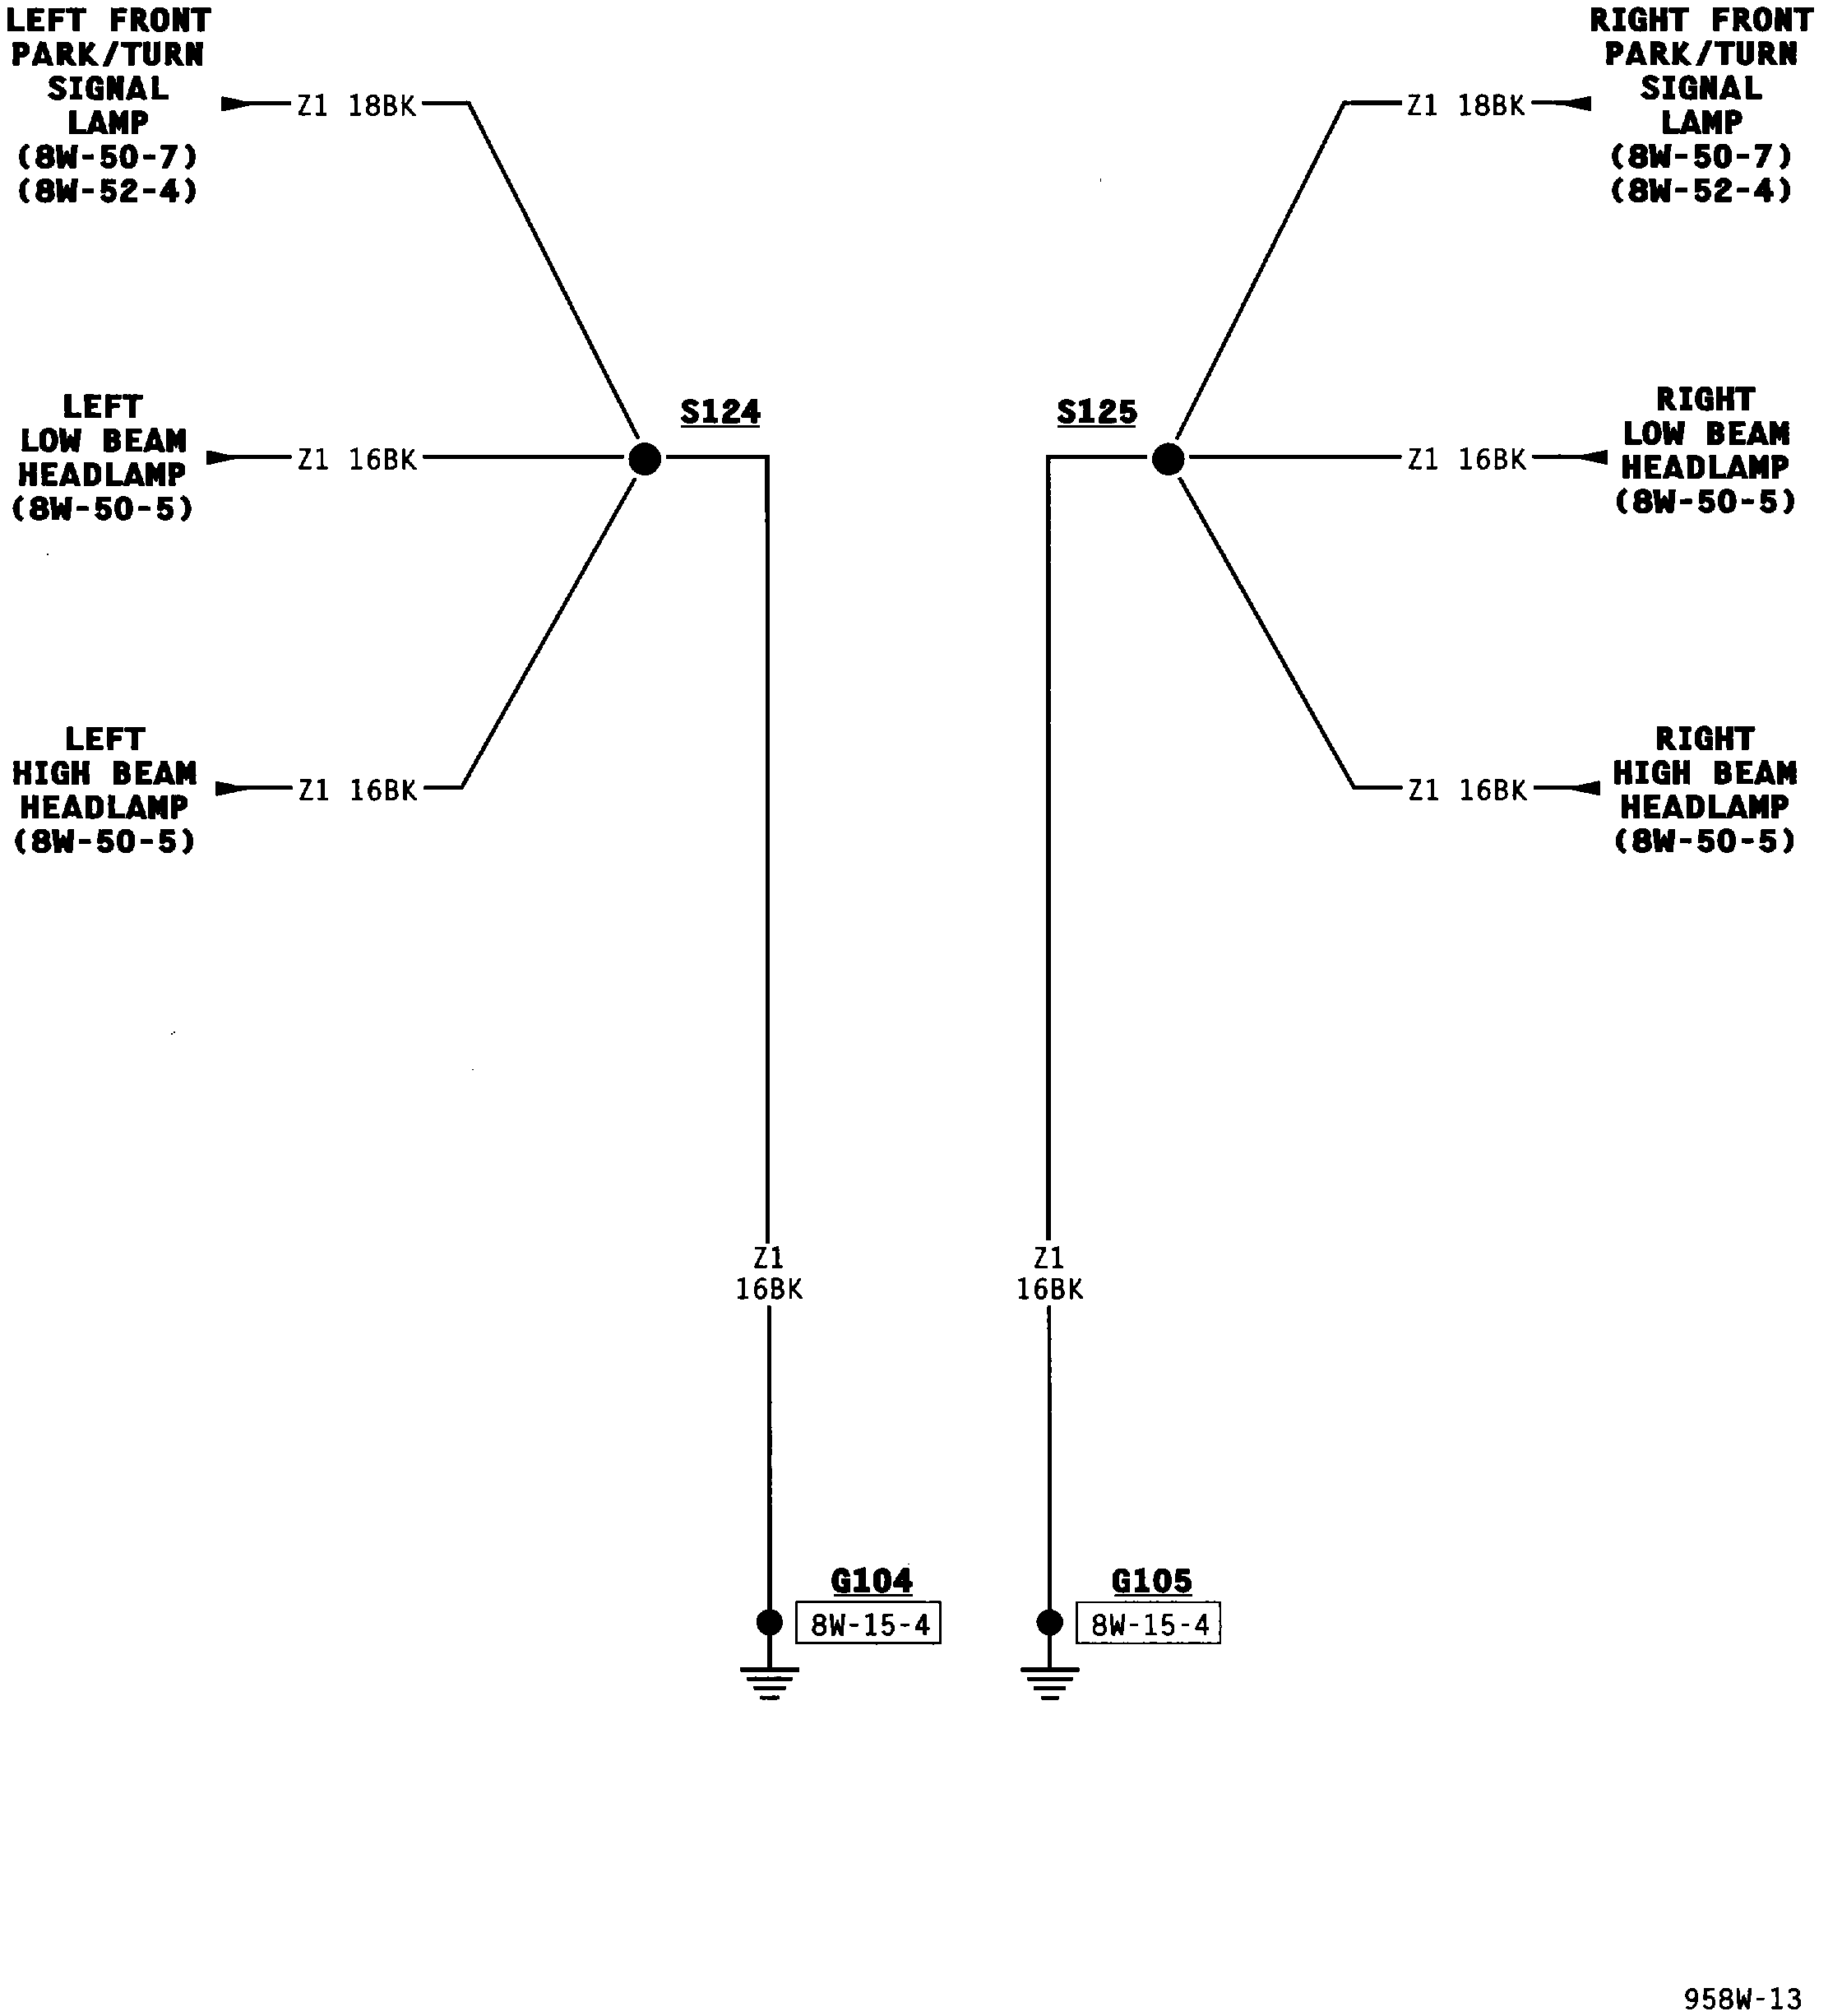 LEFT FRONT
PARK/TURN
SIGNAL
LAMP
(8W-50-7)
(8W-52-4)
Z1 18BK
RIGHT FRONT
PARK/TURN
SIGNAL
LAMP
(8W-50-7)
(8W-52-4)
Z1 18BK
LEFT
LOW BEAM
HEADLAMP
(8W-50-5)
Z1 16BK
S124
S125
Z1 16BK
RIGHT
LOW BEAM
HEADLAMP
(8W-50-5)
LEFT
HIGH BEAM
HEADLAMP
(8W-50-5)
Z1 16BK
Z1 16BK
RIGHT
HIGH BEAM
HEADLAMP
(8W-50-5)
Z1
16BK
Z1
16BK
G104
8W-15-4
G105
8W-15-4
958W-13